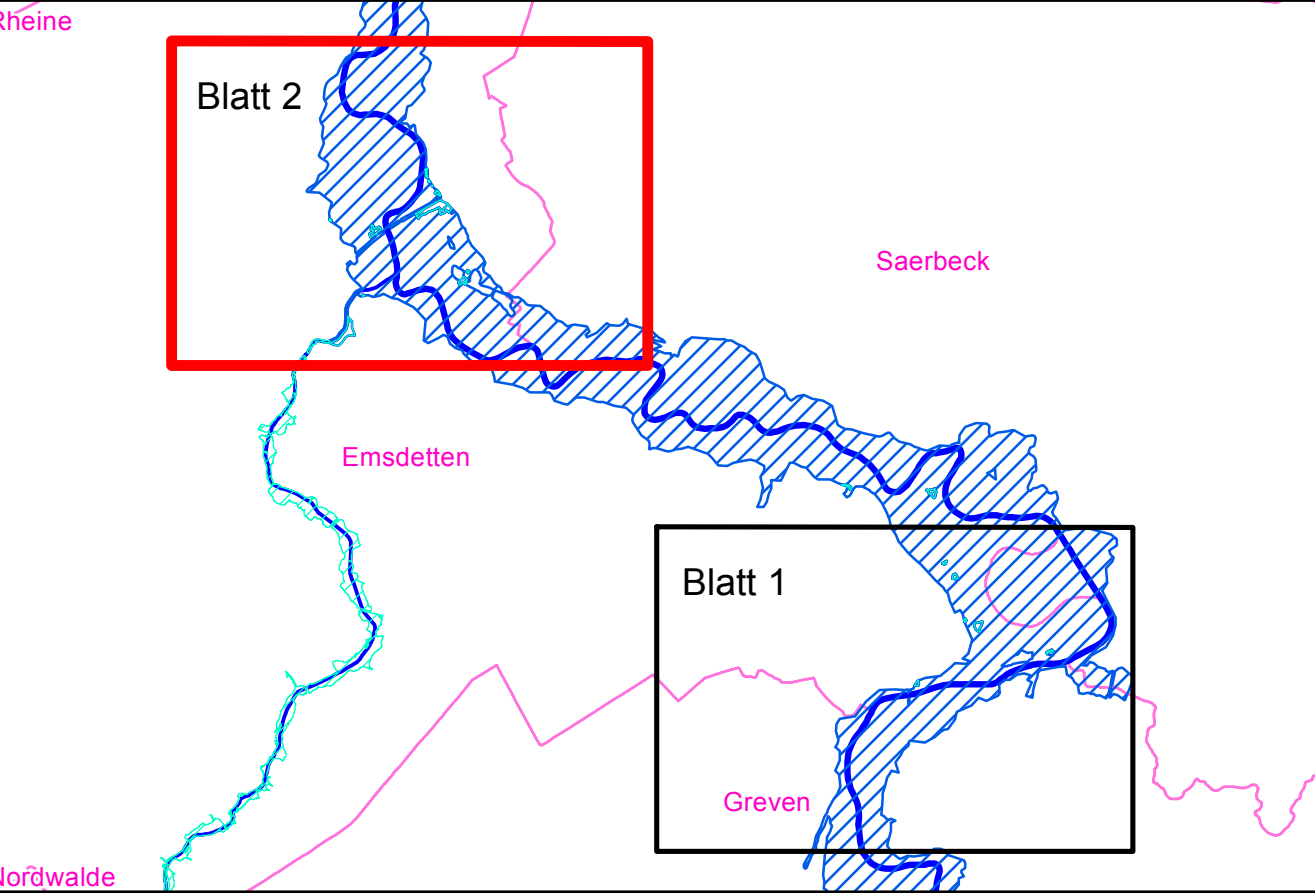 Rheine
Blatt 2
Saerbeck
Emsdetten
Blatt 1
Greven
Nordwalde